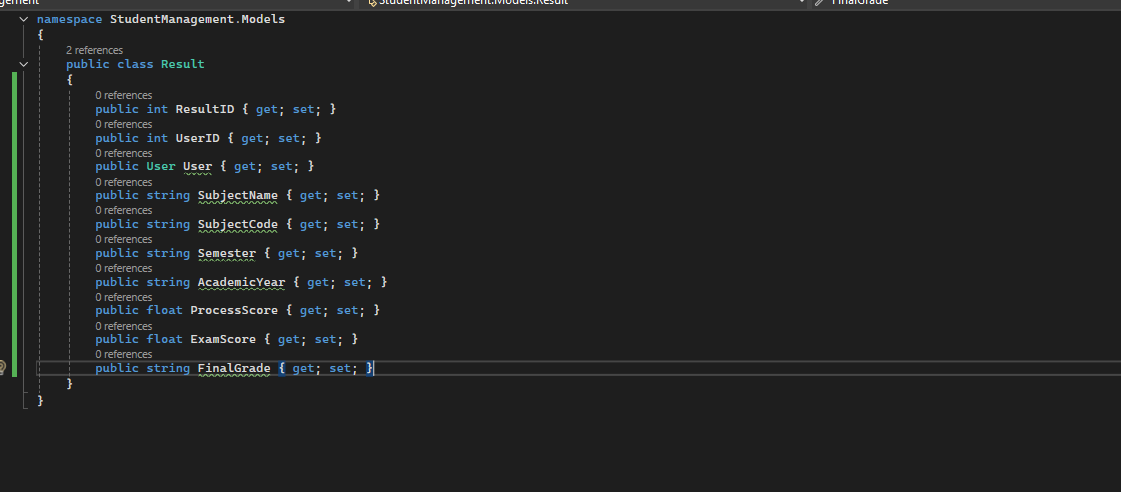 StudentManagement.Models.Result FinalGrade
namespace StudentManagement.Models
{
2 references
public class Result
{
0 references
public int ResultID { get; set; }
0 references
public int UserID { get; set; }
0 references
public User User { get; set; }
0 references
public string SubjectName { get; set; }
0 references
public string SubjectCode { get; set; }
0 references
public string Semester { get; set; }
0 references
public string AcademicYear { get; set; }
0 references
public float ProcessScore { get; set; }
0 references
public float ExamScore { get; set; }
0 references
public string FinalGrade { get; set; }
}
}